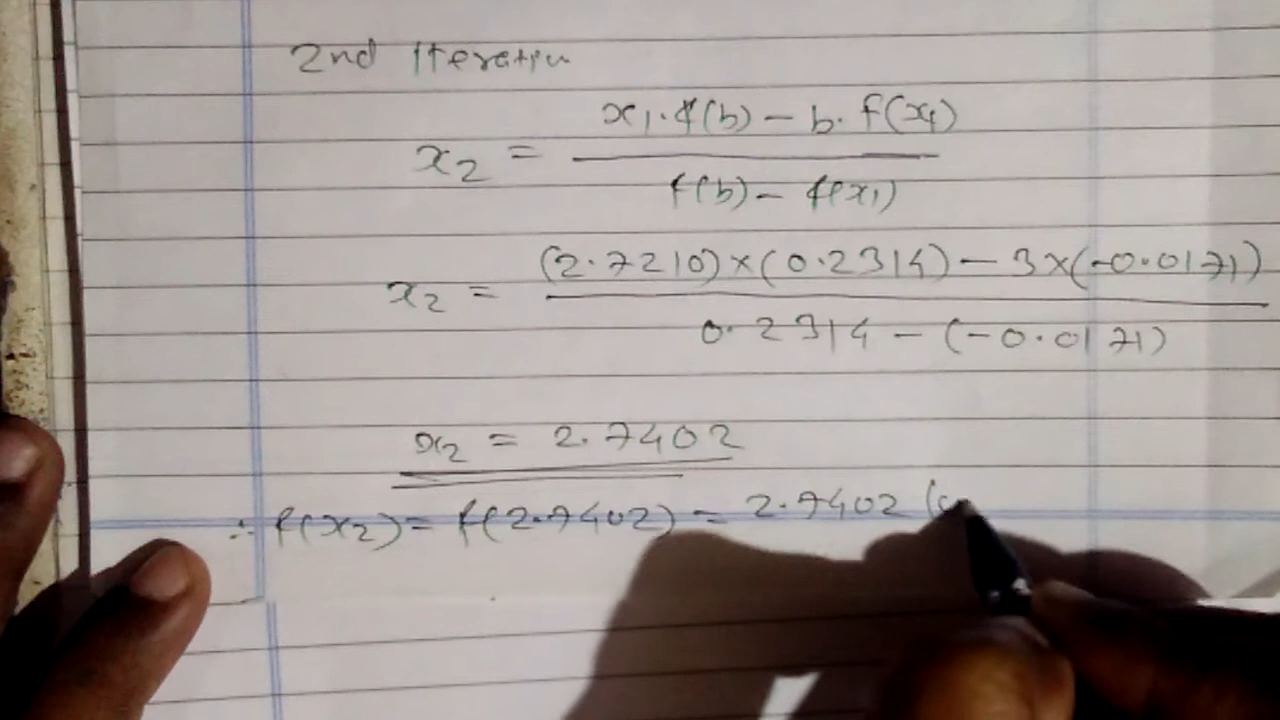 2nd Iteration
x₂ = x₁.f(b) - b. f(x₁) / f(b) - f(x₁)
x₂ = (2.7210)×(0.2314) - 3×(-0.0171) / 0.2314 - (-0.0171)
x₂ = 2.7402
∴ f(x₂) = f(2.7402) = 2.7402 (